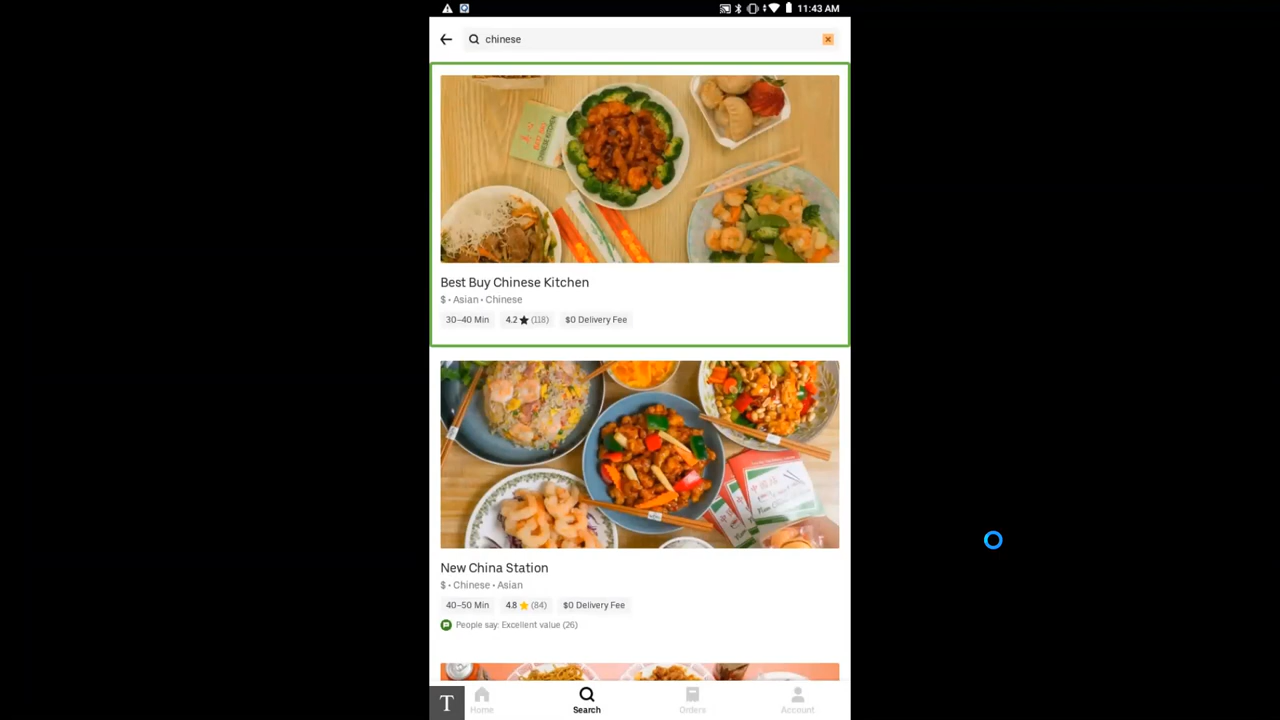 11:43 AM
chinese
Best Buy Chinese Kitchen
$ • Asian • Chinese
30–40 Min 4.2★ (118) $0 Delivery Fee
New China Station
$ • Chinese • Asian
40–50 Min 4.8★ (84) $0 Delivery Fee
People say: Excellent value (26)
T Home Search Orders Account